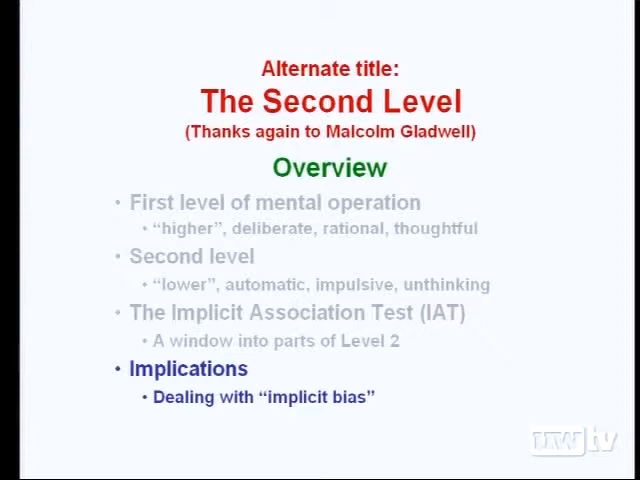 Alternate title:
The Second Level
(Thanks again to Malcolm Gladwell)
Overview
• First level of mental operation
• “higher”, deliberate, rational, thoughtful
• Second level
• “lower”, automatic, impulsive, unthinking
• The Implicit Association Test (IAT)
• A window into parts of Level 2
• Implications
• Dealing with “implicit bias”
uwtv